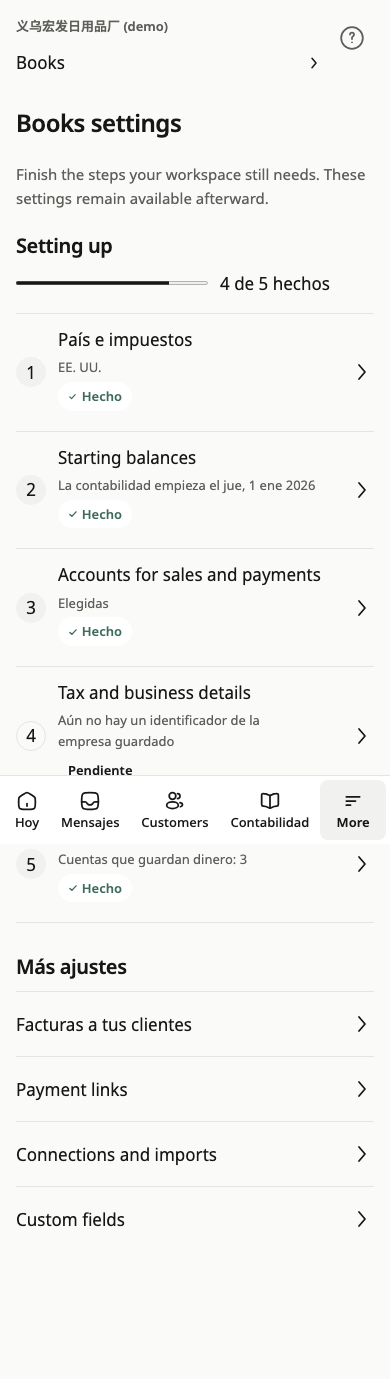 义乌宏发日用品厂 (demo)
Books
Books settings
Finish the steps your workspace still needs. These
settings remain available afterward.
Setting up
4 de 5 hechos
País e impuestos
1
EE. UU.
Hecho
Starting balances
2
La contabilidad empieza el jue, 1 ene 2026
Hecho
Accounts for sales and payments
3
Elegidas
Hecho
Tax and business details
4
Aún no hay un identificador de la
empresa guardado
Pendiente
Hoy
Mensajes
Customers
Contabilidad
More
5
Cuentas que guardan dinero: 3
Hecho
Más ajustes
Facturas a tus clientes
Payment links
Connections and imports
Custom fields